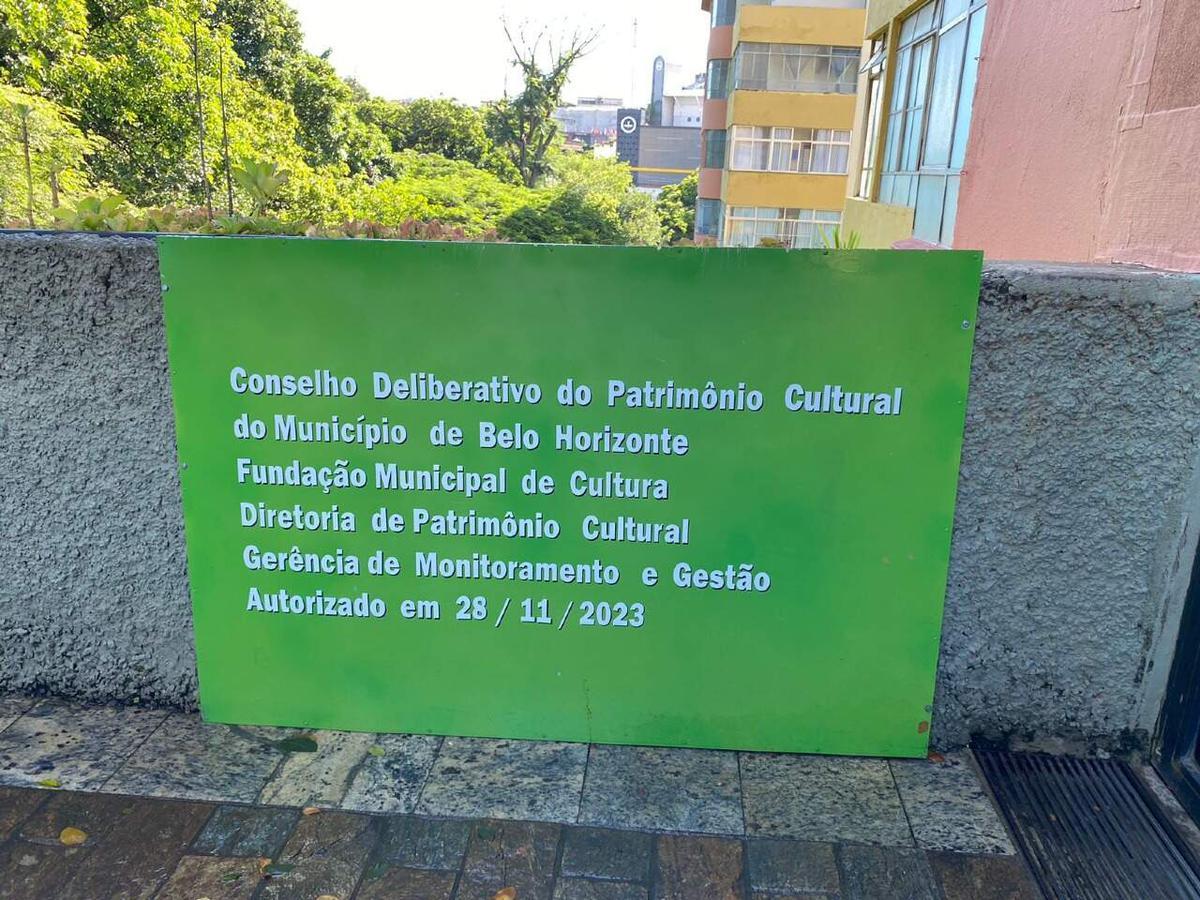 Conselho Deliberativo do Patrimônio Cultural
do Município de Belo Horizonte
Fundação Municipal de Cultura
Diretoria de Patrimônio Cultural
Gerência de Monitoramento e Gestão
Autorizado em 28 / 11 / 2023